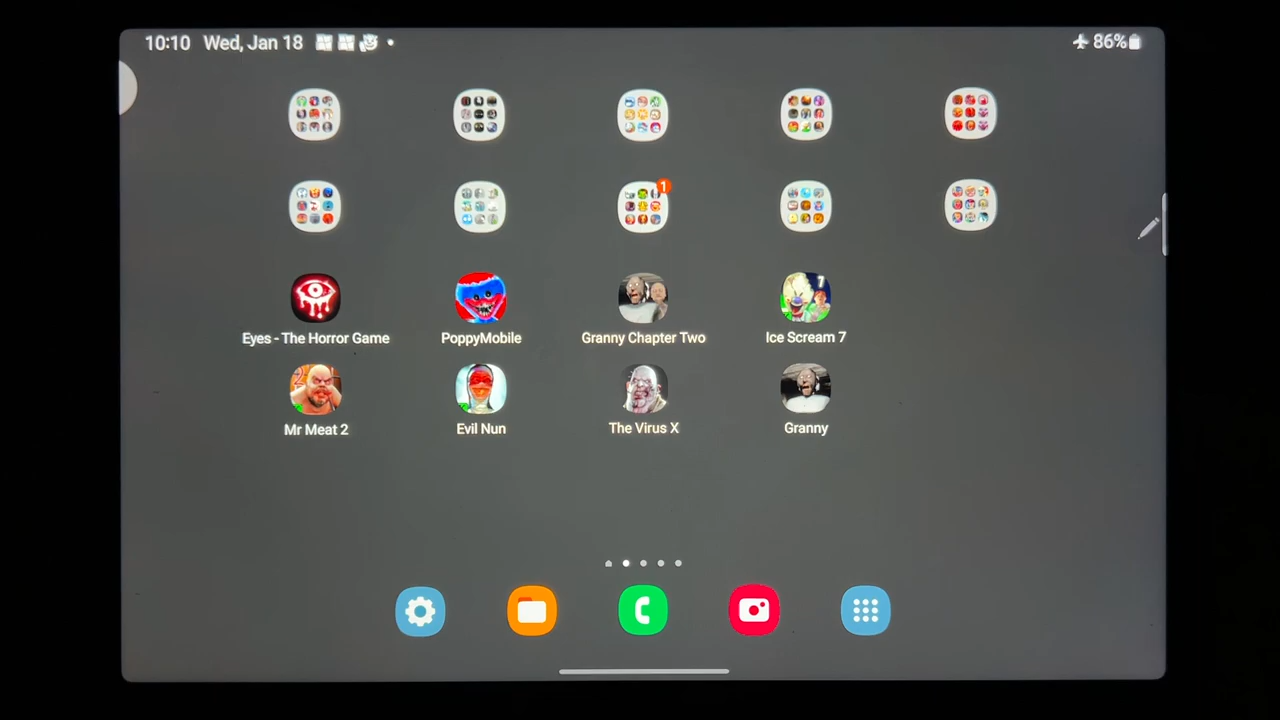 10:10 Wed, Jan 18 86%
1
Eyes - The Horror Game PoppyMobile Granny Chapter Two Ice Scream 7
Mr Meat 2 Evil Nun The Virus X Granny